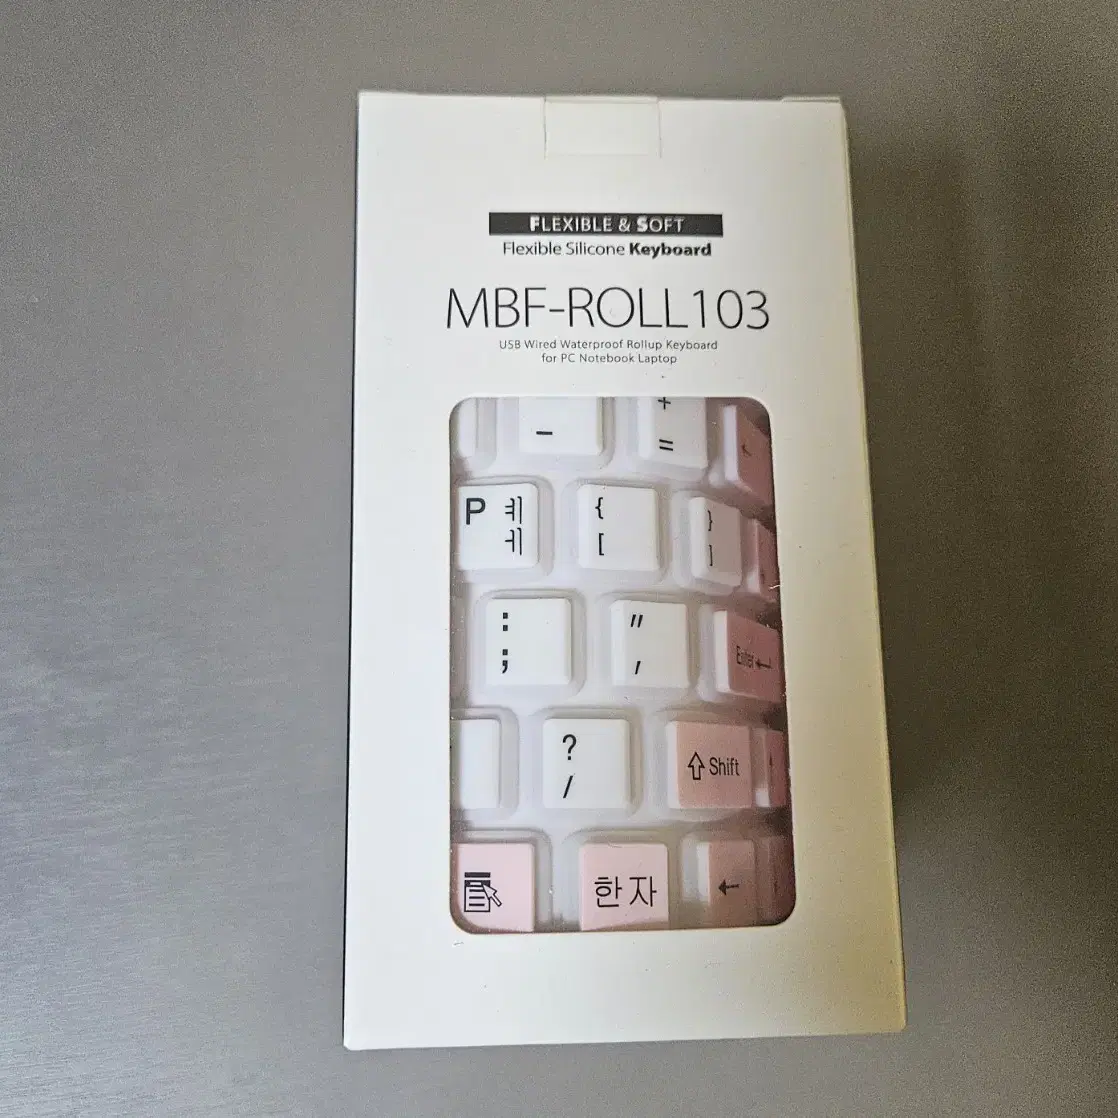 FLEXIBLE & SOFT
Flexible Silicone Keyboard
MBF-ROLL103
USB Wired Waterproof Rollup Keyboard
for PC Notebook Laptop
_ +
=
P ㅖ { }
ㅔ [ ]
: "
; ' Enter
?
/ Shift
한자